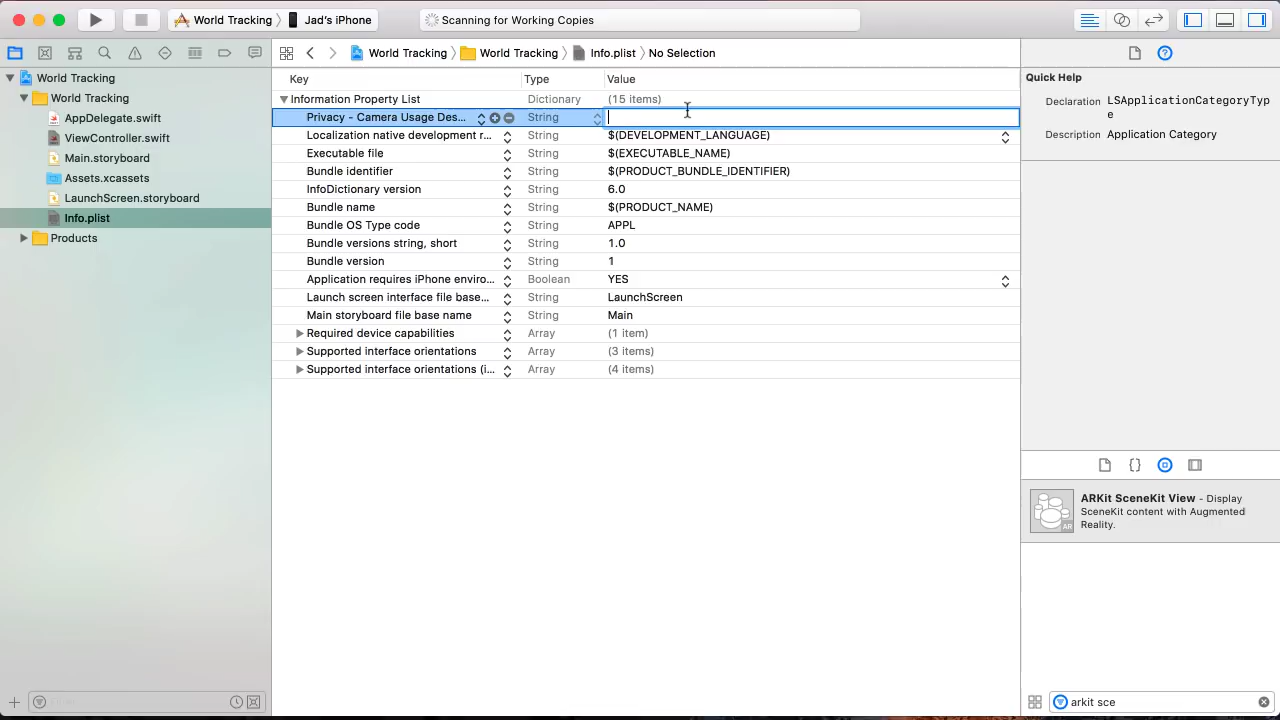 World Tracking
Jad's iPhone
Scanning for Working Copies
World Tracking
World Tracking
Info.plist
No Selection
World Tracking
World Tracking
AppDelegate.swift
ViewController.swift
Main.storyboard
Assets.xcassets
LaunchScreen.storyboard
Info.plist
Products
Key Type Value
Information Property List Dictionary (15 items)
Privacy - Camera Usage Des... String
Localization native development r... String $(DEVELOPMENT_LANGUAGE)
Executable file String $(EXECUTABLE_NAME)
Bundle identifier String $(PRODUCT_BUNDLE_IDENTIFIER)
InfoDictionary version String 6.0
Bundle name String $(PRODUCT_NAME)
Bundle OS Type code String APPL
Bundle versions string, short String 1.0
Bundle version String 1
Application requires iPhone enviro... Boolean YES
Launch screen interface file base... String LaunchScreen
Main storyboard file base name String Main
Required device capabilities Array (1 item)
Supported interface orientations Array (3 items)
Supported interface orientations (i... Array (4 items)
Quick Help
Declaration LSApplicationCategoryTyp
e
Description Application Category
ARKit SceneKit View - Display
SceneKit content with Augmented
Reality.
AR
arkit sce